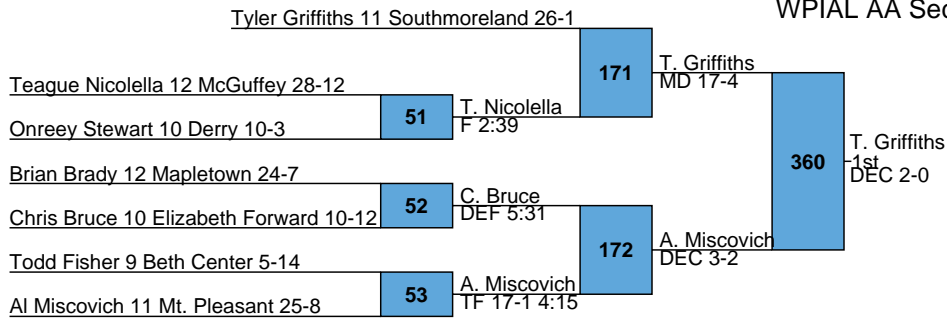 WPIAL AA Sec
Tyler Griffiths 11 Southmoreland 26-1
171
T. Griffiths
MD 17-4
Teague Nicolella 12 McGuffey 28-12
51
T. Nicolella
F 2:39
Onreey Stewart 10 Derry 10-3
360
T. Griffiths
1st
DEC 2-0
Brian Brady 12 Mapletown 24-7
52
C. Bruce
DEF 5:31
Chris Bruce 10 Elizabeth Forward 10-12
172
A. Miscovich
DEC 3-2
Todd Fisher 9 Beth Center 5-14
53
A. Miscovich
TF 17-1 4:15
Al Miscovich 11 Mt. Pleasant 25-8